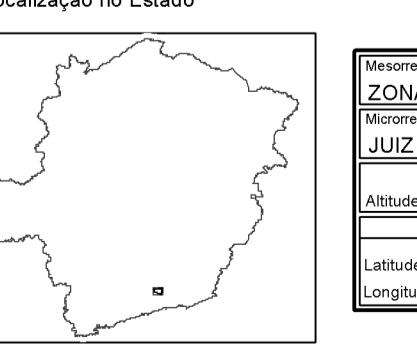 ocalização no Estado
Mesorre
ZONA
Microrre
JUIZ
Altitude
Latitude
Longitu